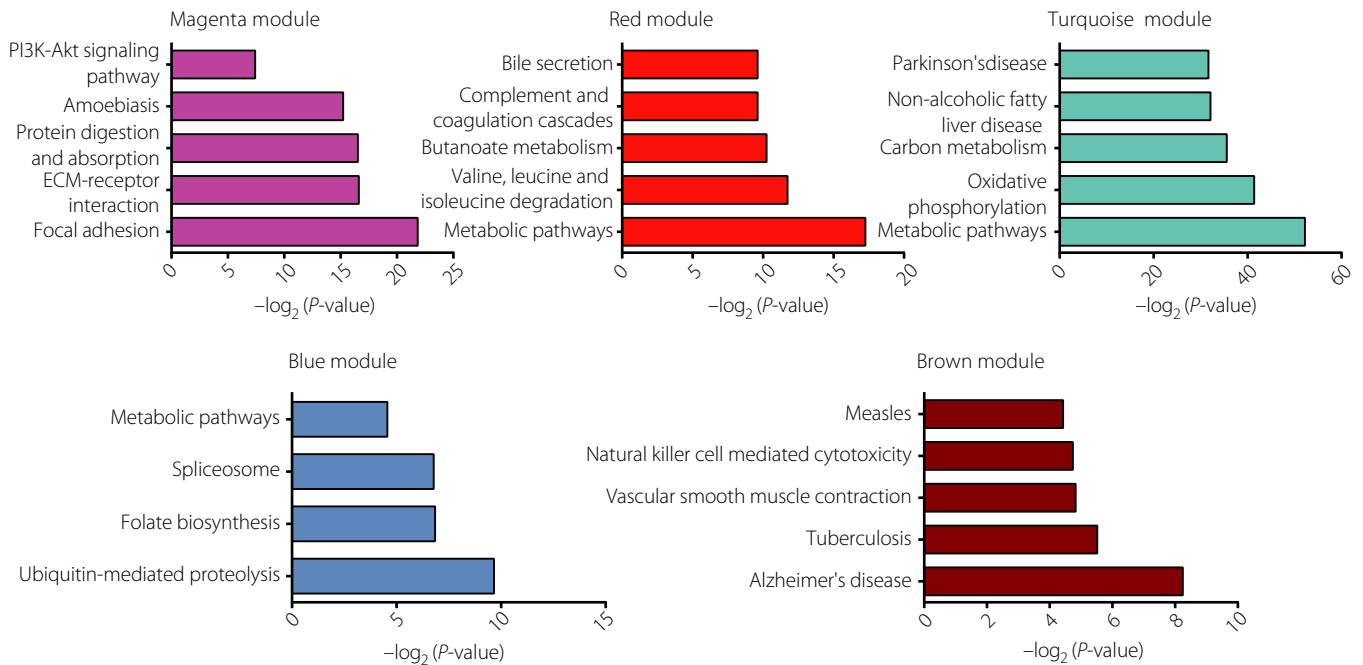 Magenta module
PI3K-Akt signaling
pathway
Amoebiasis
Protein digestion
and absorption
ECM-receptor
interaction
Focal adhesion
0 5 10 15 20 25
–log2 (P-value)
Red module
Bile secretion
Complement and
coagulation cascades
Butanoate metabolism
Valine, leucine and
isoleucine degradation
Metabolic pathways
0 5 10 15 20
–log2 (P-value)
Turquoise module
Parkinson'sdisease
Non-alcoholic fatty
liver disease
Carbon metabolism
Oxidative
phosphorylation
Metabolic pathways
0 20 40 60
–log2 (P-value)
Blue module
Metabolic pathways
Spliceosome
Folate biosynthesis
Ubiquitin-mediated proteolysis
0 5 10 15
–log2 (P-value)
Brown module
Measles
Natural killer cell mediated cytotoxicity
Vascular smooth muscle contraction
Tuberculosis
Alzheimer's disease
0 2 4 6 8 10
–log2 (P-value)